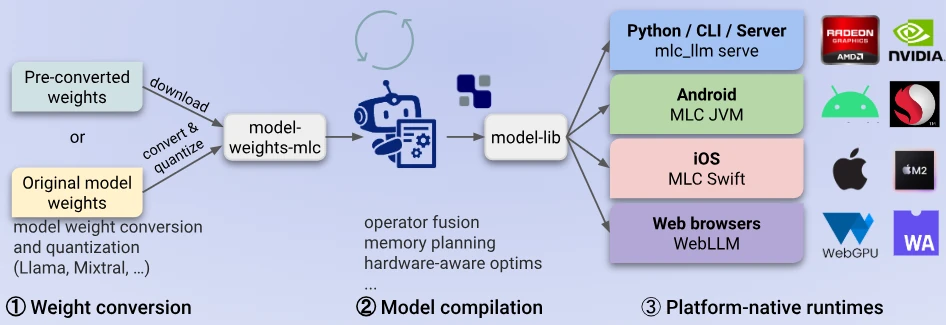 Pre-converted
weights
or
Original model
weights
download
convert &
quantize
model-
weights-mlc
model weight conversion
and quantization
(Llama, Mixtral, ...)
① Weight conversion
operator fusion
memory planning
hardware-aware optims
...
② Model compilation
model-lib
Python / CLI / Server
mlc_llm serve
Android
MLC JVM
iOS
MLC Swift
Web browsers
WebLLM
RADEON
GRAPHICS
AMD
NVIDIA.
M2
WebGPU
WA
③ Platform-native runtimes